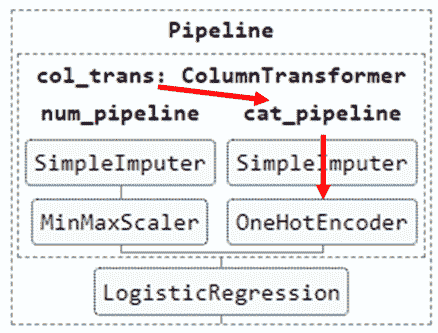 Pipeline
col_trans: ColumnTransformer
num_pipeline cat_pipeline
SimpleImputer SimpleImputer
MinMaxScaler OneHotEncoder
LogisticRegression